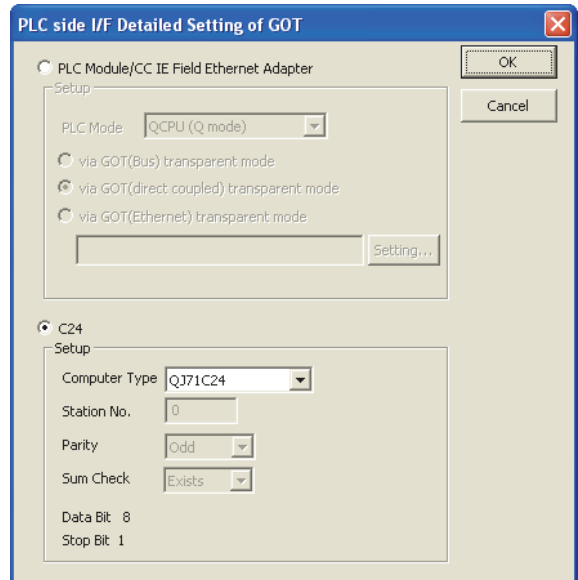 PLC side I/F Detailed Setting of GOT
PLC Module/CC IE Field Ethernet Adapter
OK
Cancel
Setup
PLC Mode QCPU (Q mode)
via GOT(Bus) transparent mode
via GOT(direct coupled) transparent mode
via GOT(Ethernet) transparent mode
Setting...
C24
Setup
Computer Type QJ71C24
Station No. 0
Parity Odd
Sum Check Exists
Data Bit 8
Stop Bit 1